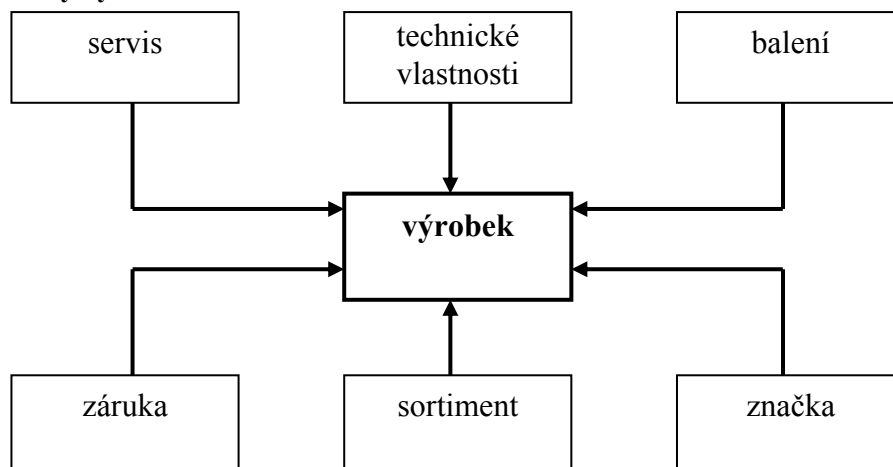 servis
technické
vlastnosti
balení
výrobek
záruka
sortiment
značka